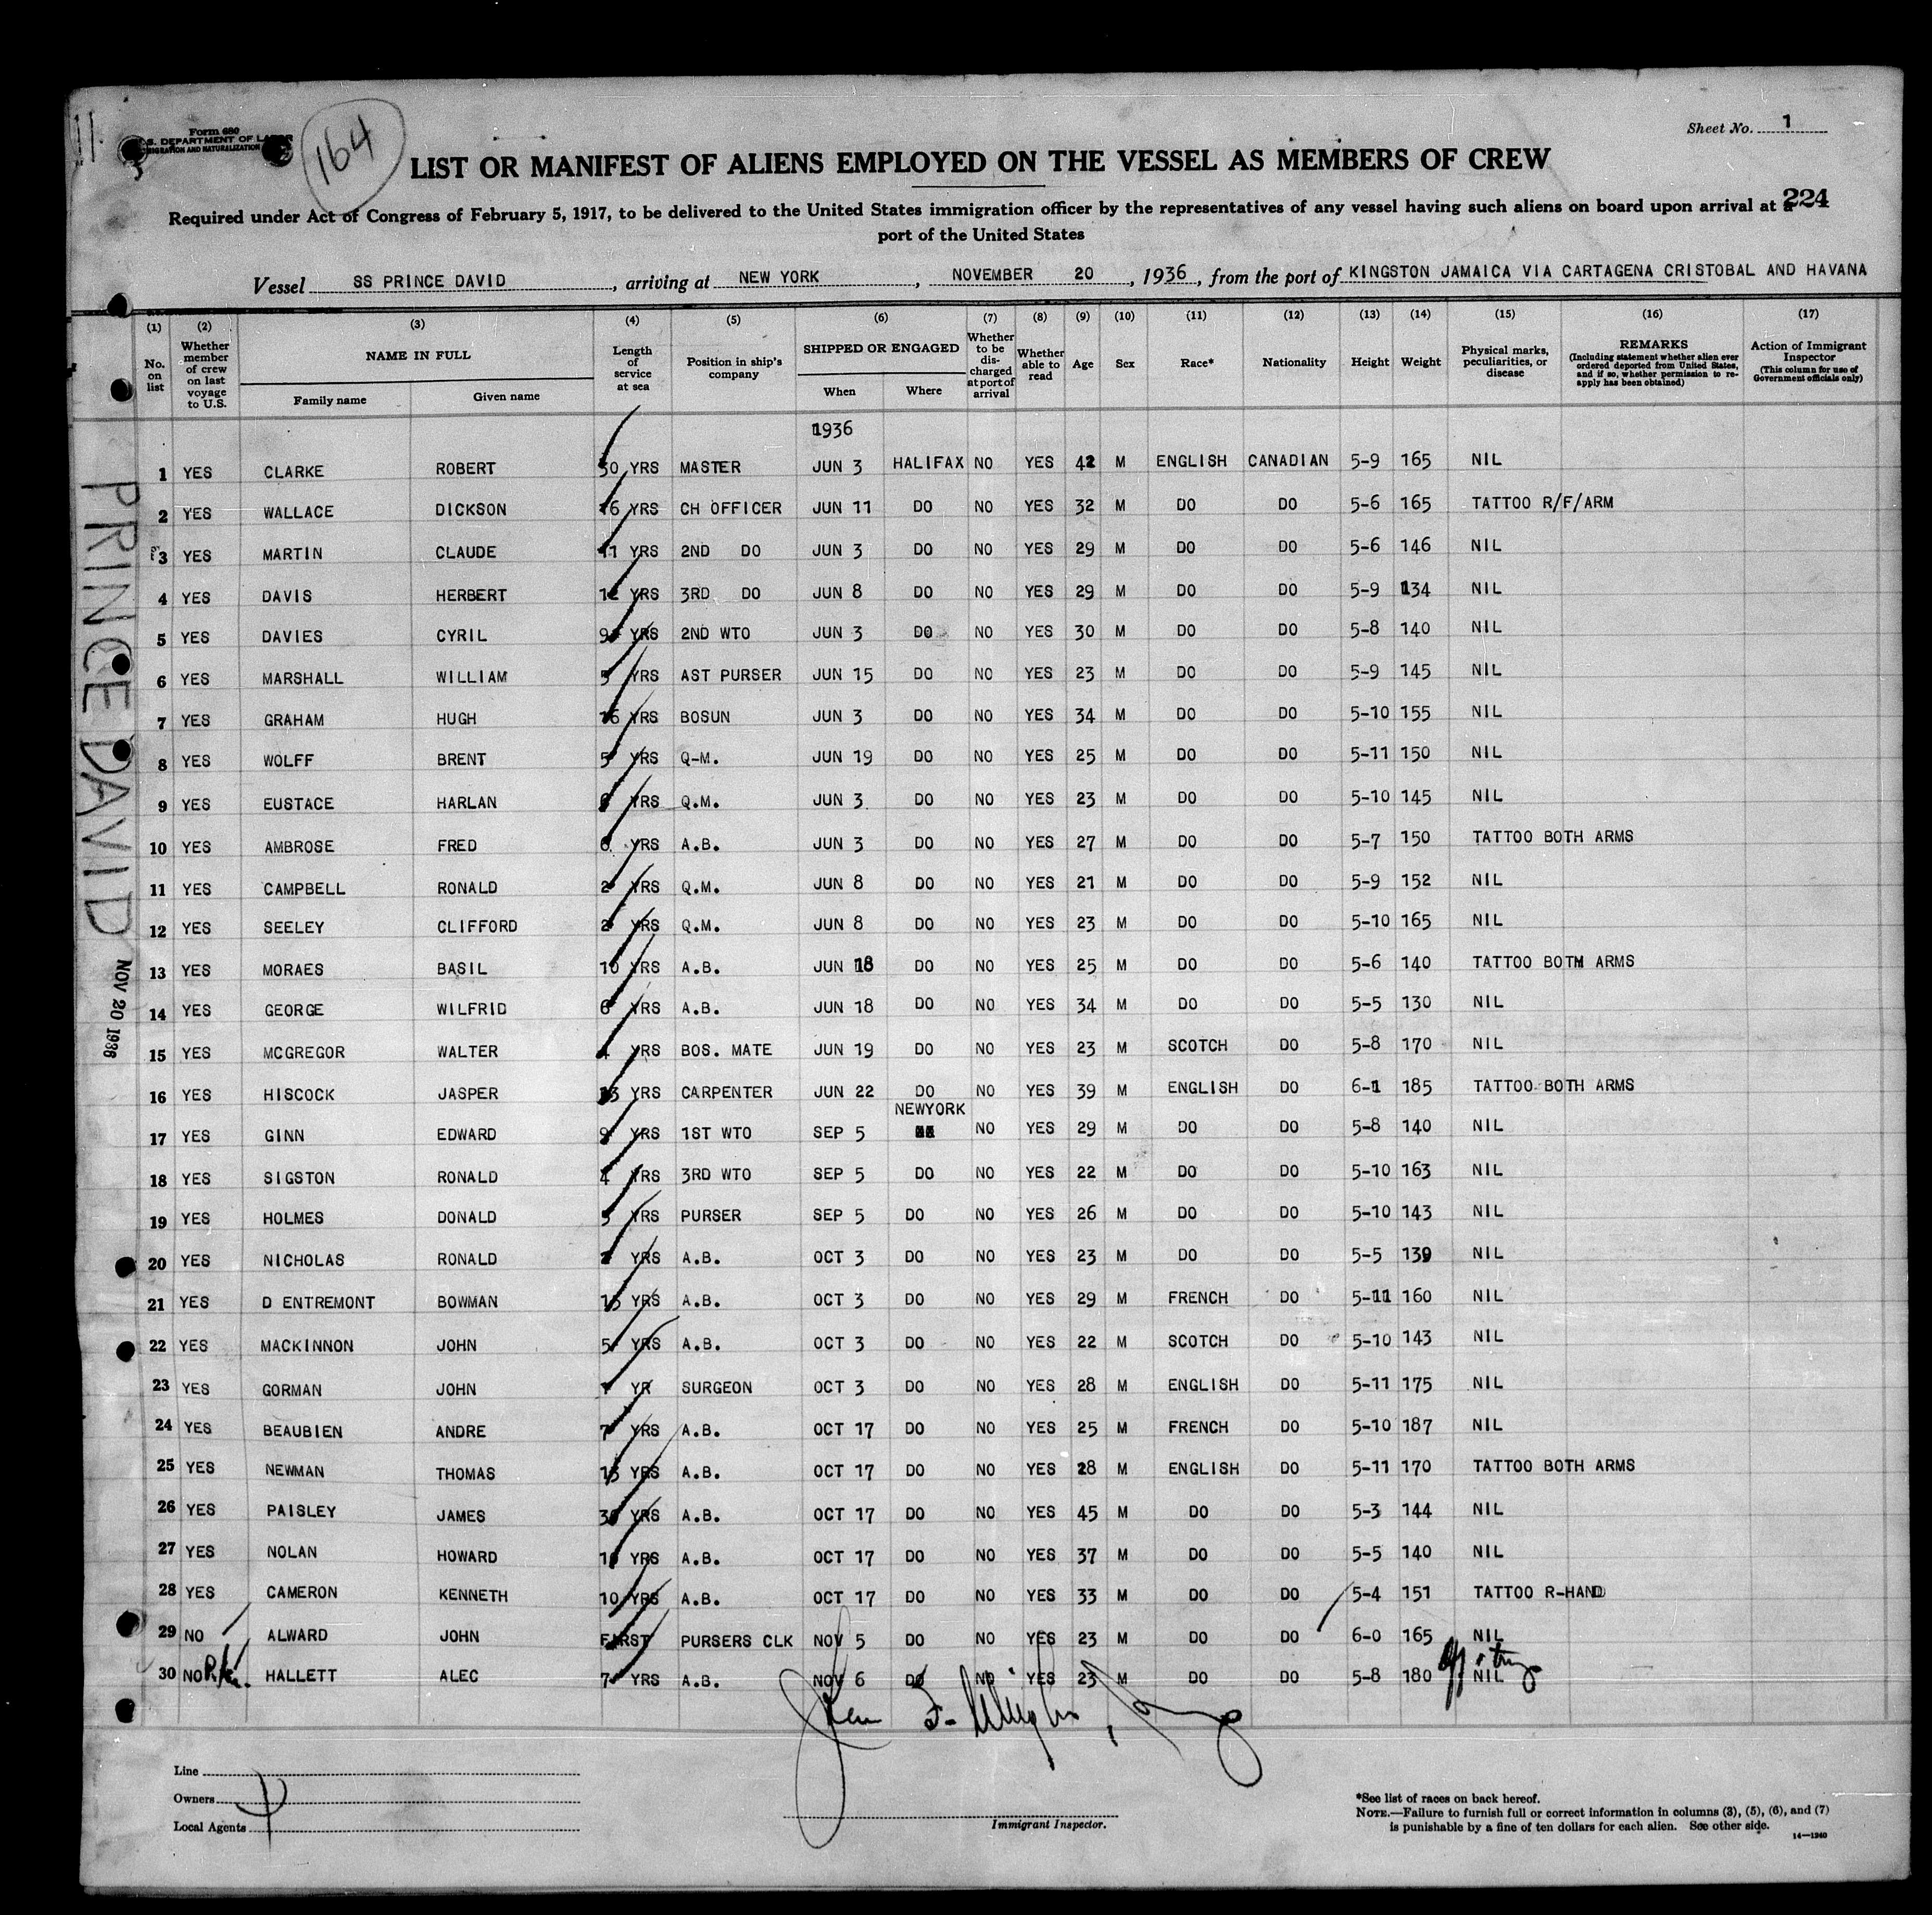 Form 680
S. DEPARTMENT OF LABOR
IMMIGRATION AND NATURALIZATION
164
Sheet No. 1
LIST OR MANIFEST OF ALIENS EMPLOYED ON THE VESSEL AS MEMBERS OF CREW
224
Required under Act of Congress of February 5, 1917, to be delivered to the United States immigration officer by the representatives of any vessel having such aliens on board upon arrival at a
port of the United States
Vessel SS PRINCE DAVID, arriving at NEW YORK, NOVEMBER 20, 1936, from the port of KINGSTON JAMAICA VIA CARTAGENA CRISTOBAL AND HAVANA
(1) (2) (3) (4) (5) (6) (7) (8) (9) (10) (11) (12) (13) (14) (15) (16) (17)
No. on list
Whether member of crew on last voyage to U.S.
NAME IN FULL
Family name
Given name
Length of service at sea
Position in ship's company
SHIPPED OR ENGAGED
When
Where
Whether to be discharged at port of arrival
Whether able to read
Age
Sex
Race*
Nationality
Height
Weight
Physical marks, peculiarities, or disease
REMARKS
(Including statement whether alien ever ordered deported from United States, and if so, whether permission to re-apply has been obtained)
Action of Immigrant Inspector
(This column for use of Government officials only)
1936
1 YES CLARKE ROBERT 30 YRS MASTER JUN 3 HALIFAX NO YES 42 M ENGLISH CANADIAN 5-9 165 NIL
2 YES WALLACE DICKSON 16 YRS CH OFFICER JUN 11 DO NO YES 32 M DO DO 5-6 165 TATTOO R/F/ARM
3 YES MARTIN CLAUDE 11 YRS 2ND DO JUN 3 DO NO YES 29 M DO DO 5-6 146 NIL
4 YES DAVIS HERBERT 12 YRS 3RD DO JUN 8 DO NO YES 29 M DO DO 5-9 134 NIL
5 YES DAVIES CYRIL 9 YRS 2ND WTO JUN 3 DO NO YES 30 M DO DO 5-8 140 NIL
6 YES MARSHALL WILLIAM 5 YRS AST PURSER JUN 15 DO NO YES 23 M DO DO 5-9 145 NIL
7 YES GRAHAM HUGH 16 YRS BOSUN JUN 3 DO NO YES 34 M DO DO 5-10 155 NIL
8 YES WOLFF BRENT 5 YRS Q-M. JUN 19 DO NO YES 25 M DO DO 5-11 150 NIL
9 YES EUSTACE HARLAN YRS Q.M. JUN 3 DO NO YES 23 M DO DO 5-10 145 NIL
10 YES AMBROSE FRED 6 YRS A.B. JUN 3 DO NO YES 27 M DO DO 5-7 150 TATTOO BOTH ARMS
11 YES CAMPBELL RONALD 2 YRS Q.M. JUN 8 DO NO YES 21 M DO DO 5-9 152 NIL
12 YES SEELEY CLIFFORD 2 YRS Q.M. JUN 8 DO NO YES 23 M DO DO 5-10 165 NIL
13 YES MORAES BASIL 10 YRS A.B. JUN 18 DO NO YES 25 M DO DO 5-6 140 TATTOO BOTH ARMS
14 YES GEORGE WILFRID 6 YRS A.B. JUN 18 DO NO YES 34 M DO DO 5-5 130 NIL
15 YES MCGREGOR WALTER YRS BOS. MATE JUN 19 DO NO YES 23 M SCOTCH DO 5-8 170 NIL
16 YES HISCOCK JASPER YRS CARPENTER JUN 22 DO NO YES 39 M ENGLISH DO 6-1 185 TATTOO BOTH ARMS
17 YES GINN EDWARD 9 YRS 1ST WTO SEP 5 NEWYORK NO YES 29 M DO DO 5-8 140 NIL
18 YES SIGSTON RONALD 4 YRS 3RD WTO SEP 5 DO NO YES 22 M DO DO 5-10 163 NIL
19 YES HOLMES DONALD YRS PURSER SEP 5 DO NO YES 26 M DO DO 5-10 143 NIL
20 YES NICHOLAS RONALD YRS A.B. OCT 3 DO NO YES 23 M DO DO 5-5 139 NIL
21 YES D ENTREMONT BOWMAN 15 YRS A.B. OCT 3 DO NO YES 29 M FRENCH DO 5-11 160 NIL
22 YES MACKINNON JOHN 5 YRS A.B. OCT 3 DO NO YES 22 M SCOTCH DO 5-10 143 NIL
23 YES GORMAN JOHN YR SURGEON OCT 3 DO NO YES 28 M ENGLISH DO 5-11 175 NIL
24 YES BEAUBIEN ANDRE 7 YRS A.B. OCT 17 DO NO YES 25 M FRENCH DO 5-10 187 NIL
25 YES NEWMAN THOMAS YRS A.B. OCT 17 DO NO YES 28 M ENGLISH DO 5-11 170 TATTOO BOTH ARMS
26 YES PAISLEY JAMES YRS A.B. OCT 17 DO NO YES 45 M DO DO 5-3 144 NIL
27 YES NOLAN HOWARD YRS A.B. OCT 17 DO NO YES 37 M DO DO 5-5 140 NIL
28 YES CAMERON KENNETH 10 YRS A.B. OCT 17 DO NO YES 33 M DO DO 5-4 151 TATTOO R-HAND
29 NO ALWARD JOHN FIRST PURSERS CLK NOV 5 DO NO YES 23 M DO DO 6-0 165 NIL
30 NO HALLETT ALEC 7 YRS A.B. NOV 6 DO NO YES 23 M DO DO 5-8 180 NIL
PRINCE DAVID
NOV 20 1936
Line
Owners
Local Agents
Immigrant Inspector.
*See list of races on back hereof.
NOTE.—Failure to furnish full or correct information in columns (3), (5), (6), and (7)
is punishable by a fine of ten dollars for each alien. See other side.
14—1240